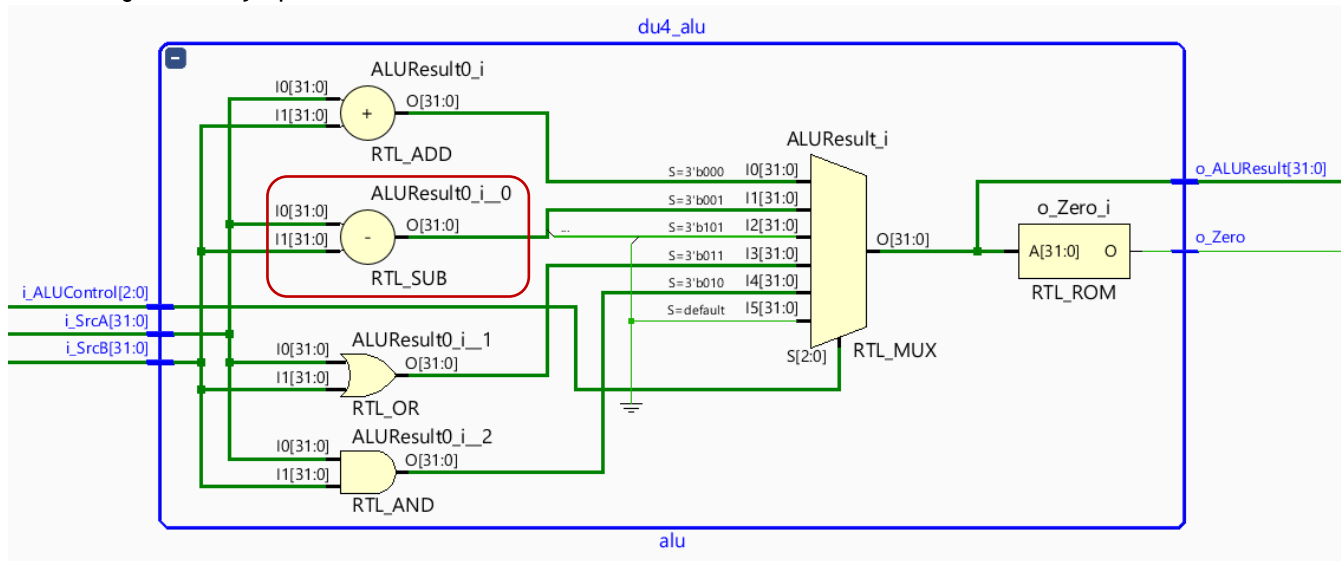 du4_alu
ALUResult0_i
I0[31:0]
I1[31:0]
+
O[31:0]
RTL_ADD
ALUResult0_i__0
I0[31:0]
I1[31:0]
-
O[31:0]
RTL_SUB
i_ALUControl[2:0]
i_SrcA[31:0]
i_SrcB[31:0]
ALUResult0_i__1
I0[31:0]
I1[31:0]
O[31:0]
RTL_OR
ALUResult0_i__2
I0[31:0]
I1[31:0]
O[31:0]
RTL_AND
ALUResult_i
S=3'b000 I0[31:0]
S=3'b001 I1[31:0]
... S=3'b101 I2[31:0]
S=3'b011 I3[31:0]
S=3'b010 I4[31:0]
S=default I5[31:0]
S[2:0]
O[31:0]
RTL_MUX
o_Zero_i
A[31:0] O
RTL_ROM
o_ALUResult[31:0]
o_Zero
alu